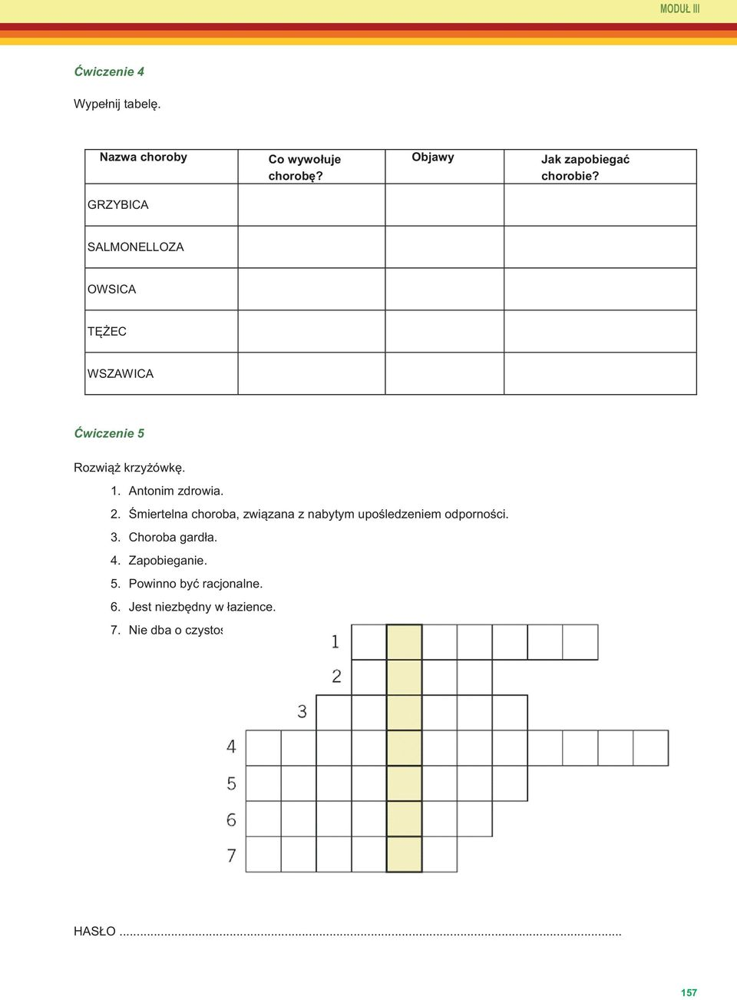 MODUŁ III
Ćwiczenie 4
Wypełnij tabelę.
Nazwa choroby
Co wywołuje
chorobę?
Objawy
Jak zapobiegać
chorobie?
GRZYBICA
SALMONELLOZA
OWSICA
TĘŻEC
WSZAWICA
Ćwiczenie 5
Rozwiąż krzyżówkę.
1. Antonim zdrowia.
2. Śmiertelna choroba, związana z nabytym upośledzeniem odporności.
3. Choroba gardła.
4. Zapobieganie.
5. Powinno być racjonalne.
6. Jest niezbędny w łazience.
7. Nie dba o czystoś
1
2
3
4
5
6
7
HASŁO ...............................................................................................
157